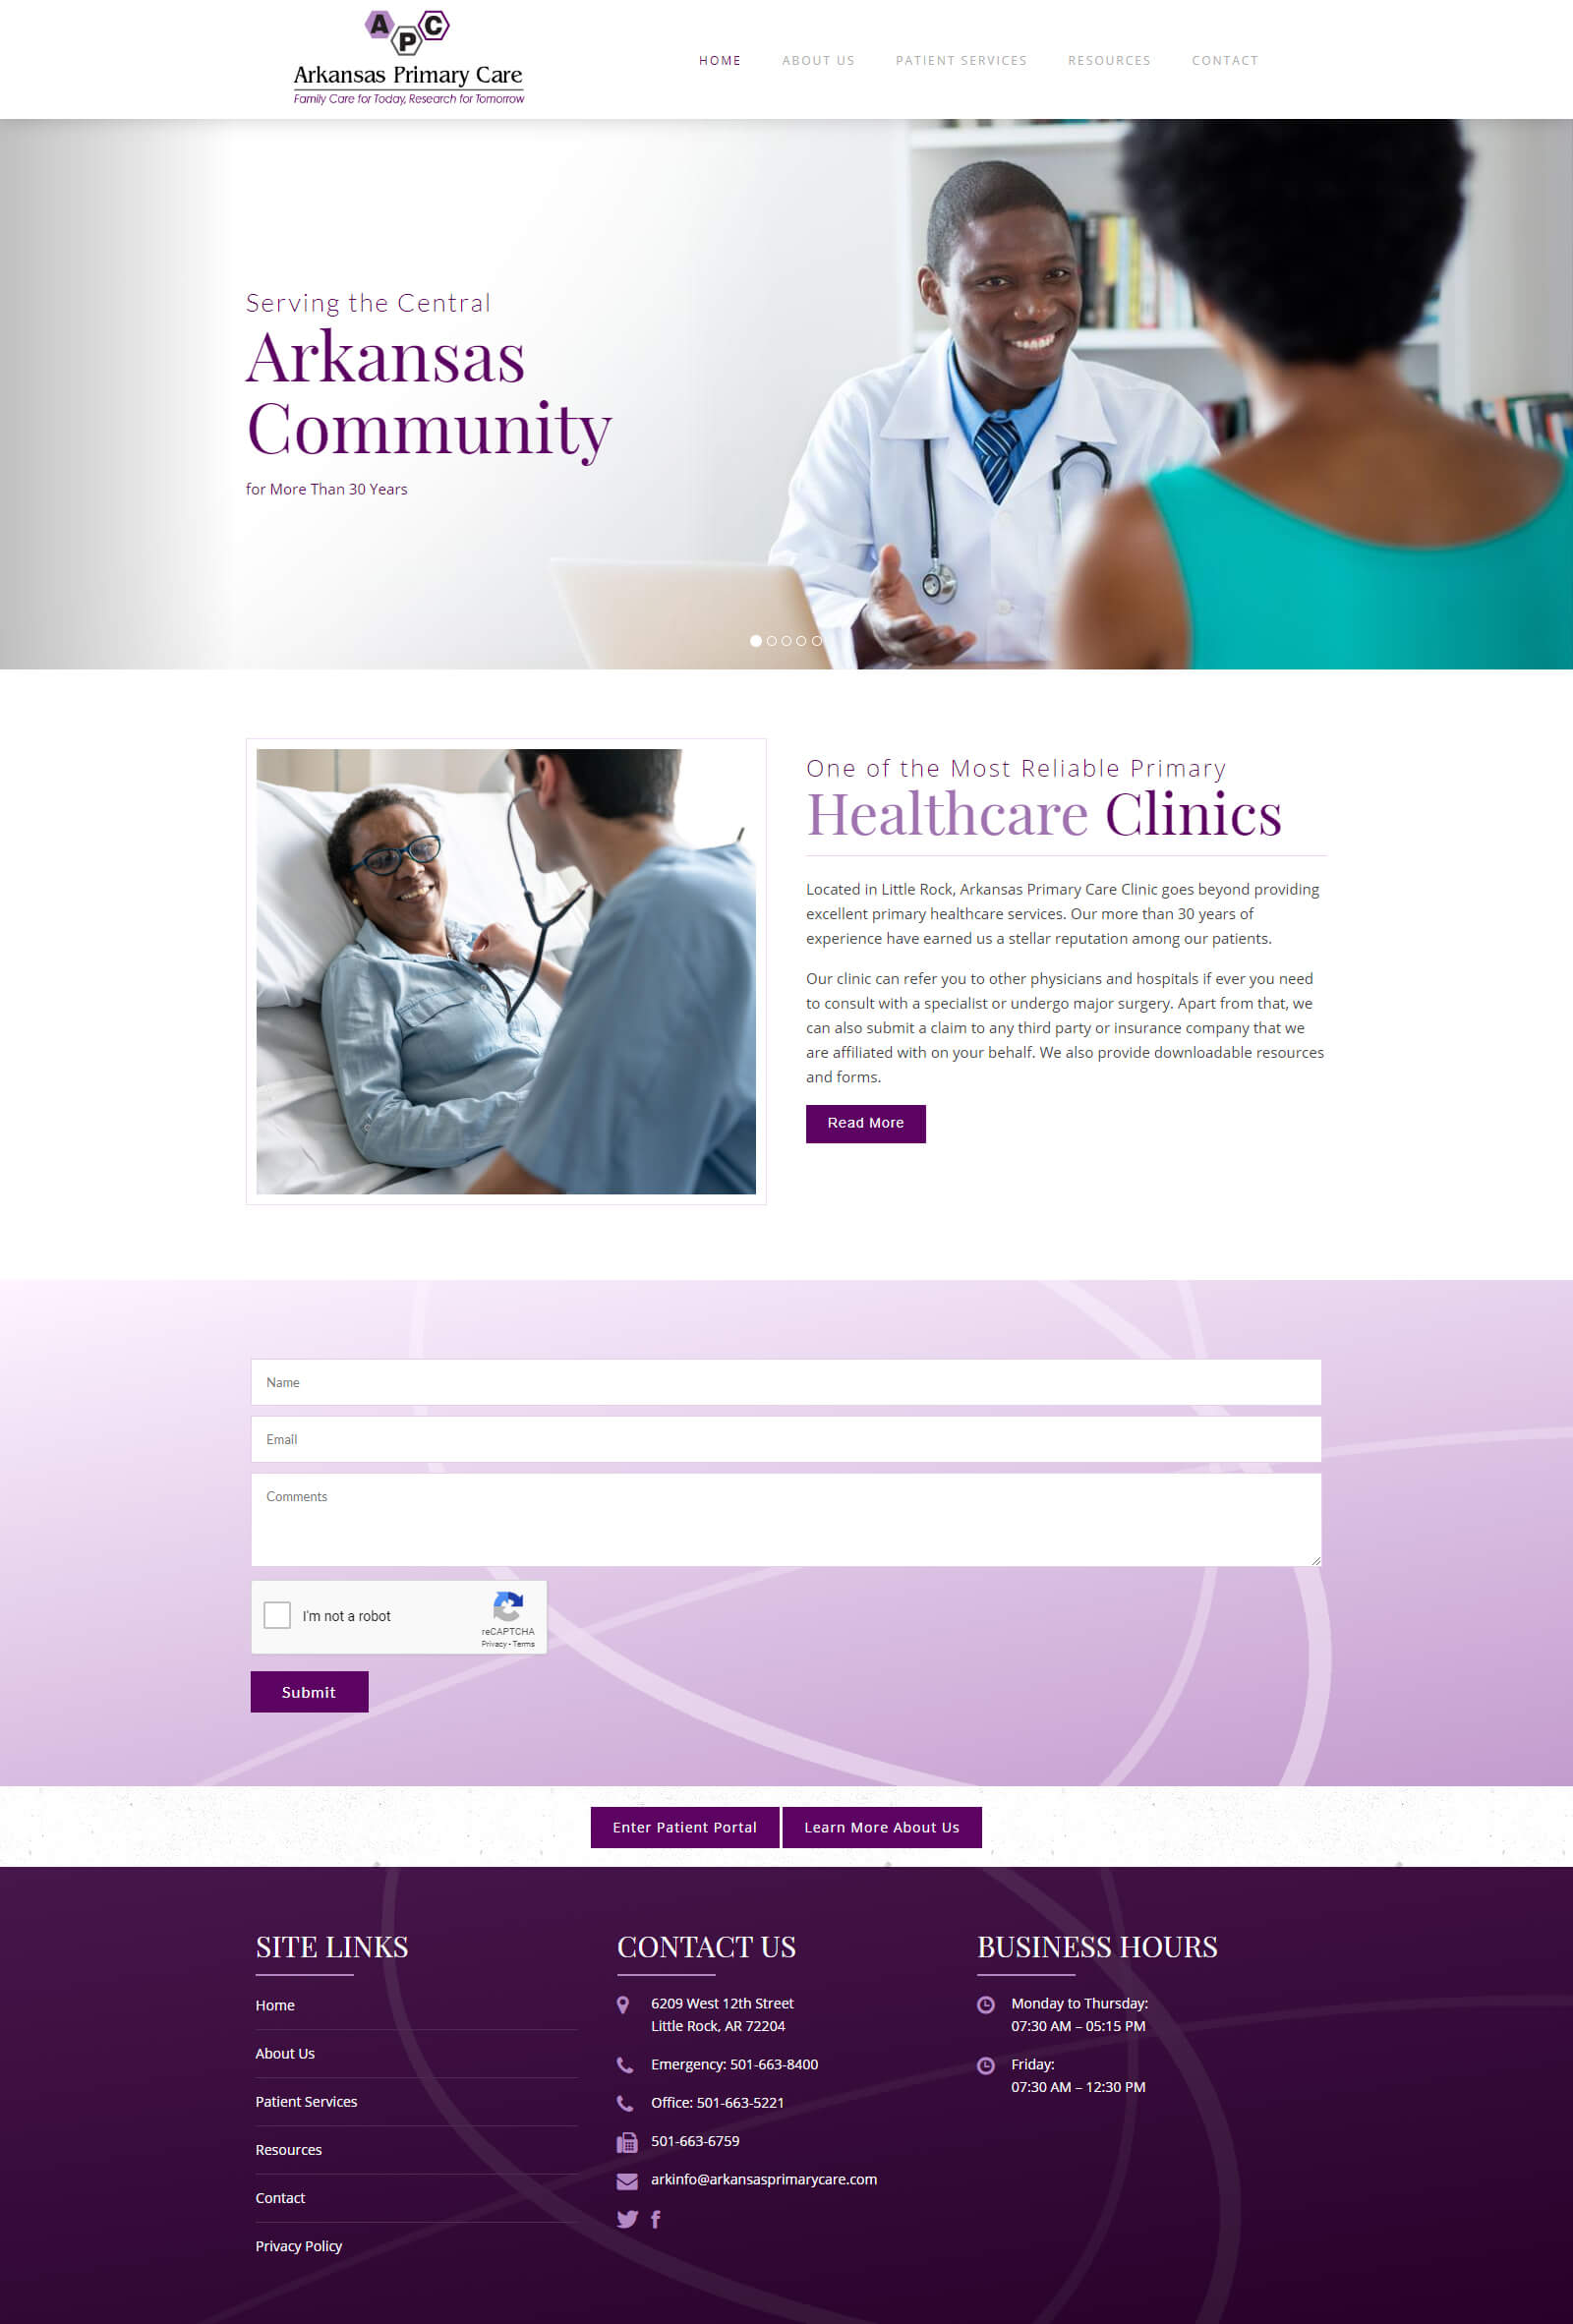 APC
Arkansas Primary Care
Family Care for Today, Research for Tomorrow
HOME
ABOUT US
PATIENT SERVICES
RESOURCES
CONTACT
Serving the Central
Arkansas
Community
for More Than 30 Years
One of the Most Reliable Primary
Healthcare Clinics
Located in Little Rock, Arkansas Primary Care Clinic goes beyond providing
excellent primary healthcare services. Our more than 30 years of
experience have earned us a stellar reputation among our patients.
Our clinic can refer you to other physicians and hospitals if ever you need
to consult with a specialist or undergo major surgery. Apart from that, we
can also submit a claim to any third party or insurance company that we
are affiliated with on your behalf. We also provide downloadable resources
and forms.
Read More
Name
Email
Comments
I'm not a robot
reCAPTCHA
Privacy - Terms
Submit
Enter Patient Portal
Learn More About Us
SITE LINKS
Home
About Us
Patient Services
Resources
Contact
Privacy Policy
CONTACT US
6209 West 12th Street
Little Rock, AR 72204
Emergency: 501-663-8400
Office: 501-663-5221
501-663-6759
arkinfo@arkansasprimarycare.com
BUSINESS HOURS
Monday to Thursday:
07:30 AM – 05:15 PM
Friday:
07:30 AM – 12:30 PM